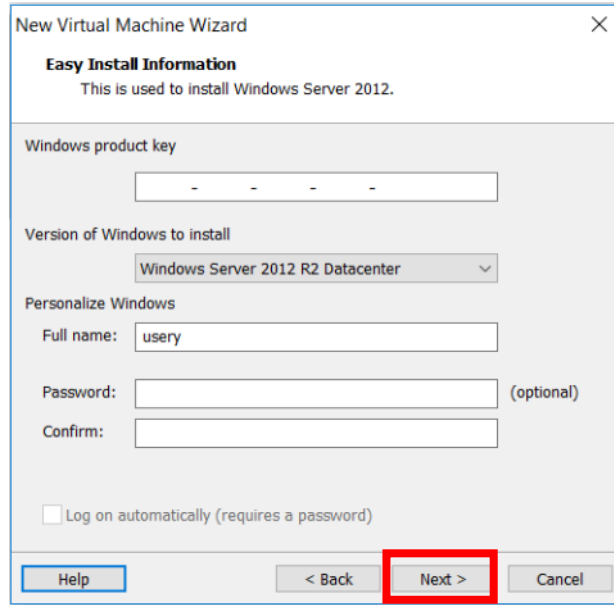 New Virtual Machine Wizard
Easy Install Information
This is used to install Windows Server 2012.
Windows product key
- - - -
Version of Windows to install
Windows Server 2012 R2 Datacenter
Personalize Windows
Full name: usery
Password: (optional)
Confirm:
Log on automatically (requires a password)
Help < Back Next > Cancel